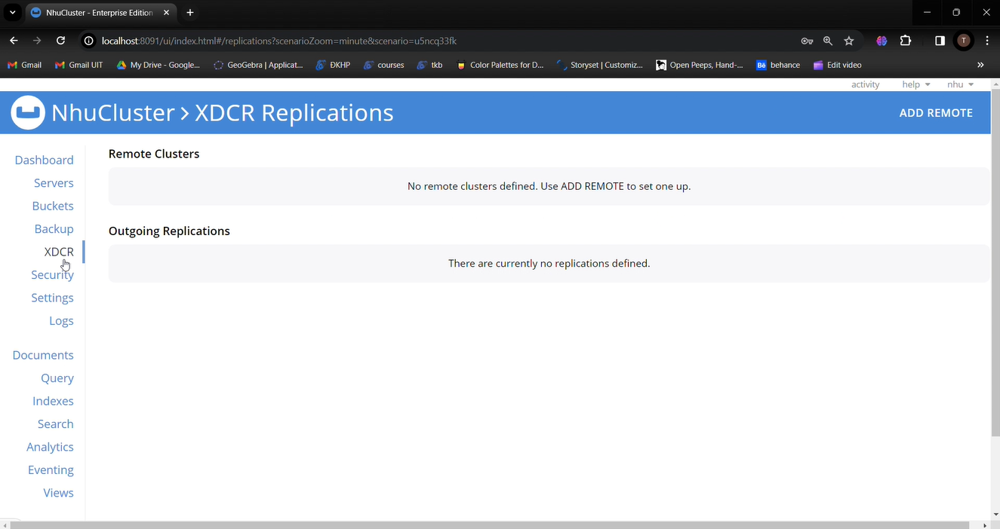 NhuCluster - Enterprise Edition
localhost:8091/ui/index.html#/replications?scenarioZoom=minute&scenario=u5ncq33fk
T
Gmail
Gmail UIT
My Drive - Google...
GeoGebra | Applicat...
ĐKHP
courses
tkb
Color Palettes for D...
Storyset | Customiz...
Open Peeps, Hand-...
Bē behance
Edit video
activity
help
nhu
NhuCluster > XDCR Replications
ADD REMOTE
Dashboard
Servers
Buckets
Backup
XDCR
Security
Settings
Logs
Documents
Query
Indexes
Search
Analytics
Eventing
Views
Remote Clusters
No remote clusters defined. Use ADD REMOTE to set one up.
Outgoing Replications
There are currently no replications defined.